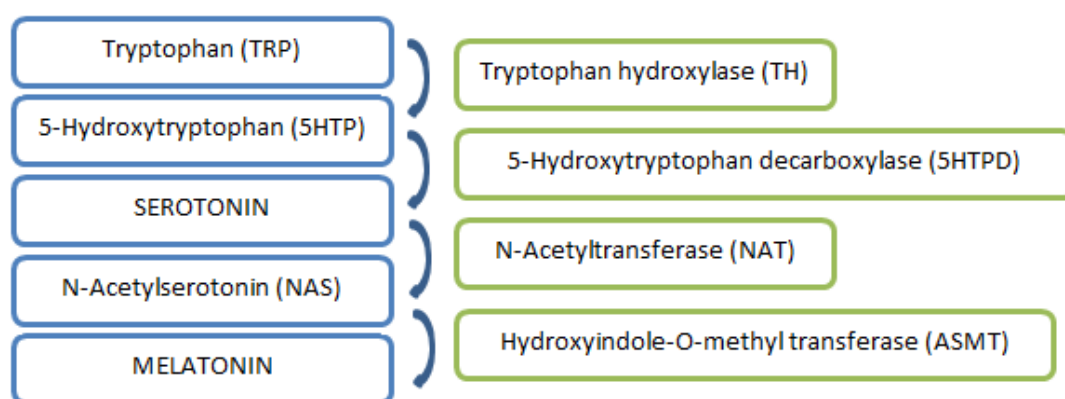 Tryptophan (TRP)
Tryptophan hydroxylase (TH)
5-Hydroxytryptophan (5HTP)
5-Hydroxytryptophan decarboxylase (5HTPD)
SEROTONIN
N-Acetyltransferase (NAT)
N-Acetylserotonin (NAS)
Hydroxyindole-O-methyl transferase (ASMT)
MELATONIN